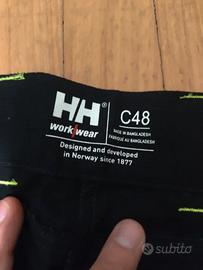 HH®
workwear
C48
MADE IN BANGLADESH
FABRIQUÉ AU BANGLADESH
Designed and developed
in Norway since 1877
subito